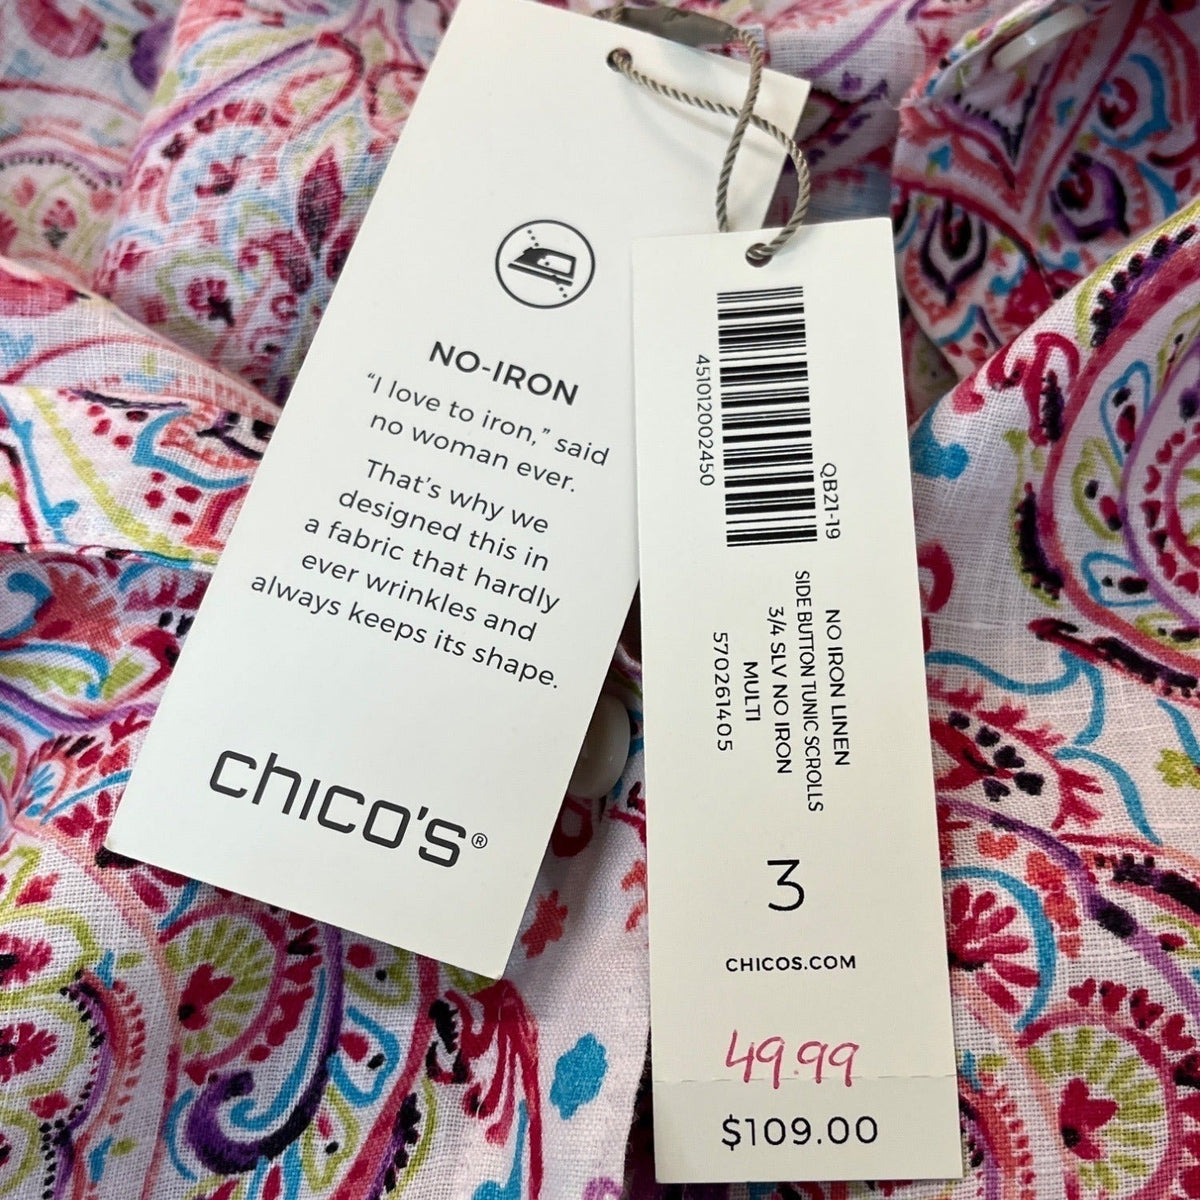 NO-IRON
“I love to iron,” said
no woman ever.
That's why we
designed this in
a fabric that hardly
ever wrinkles and
always keeps its shape.
chico's®
451012002450
QB21-19
NO IRON LINEN
SIDE BUTTON TUNIC SCROLLS
3/4 SLV NO IRON
MULTI
570261405
3
CHICOS.COM
49.99
$109.00